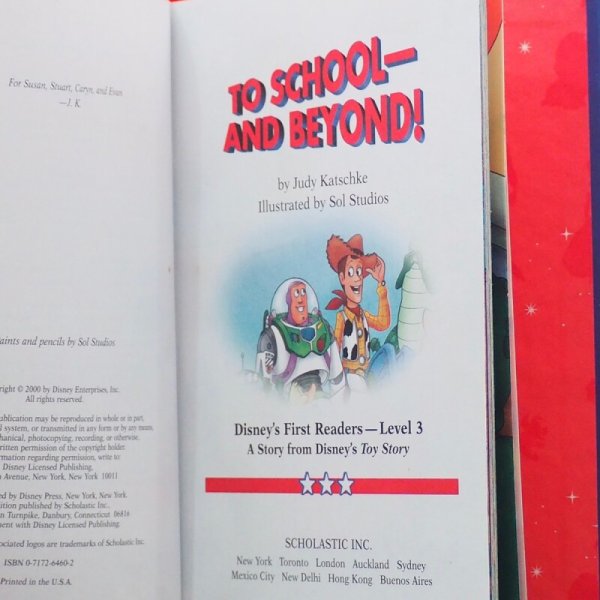 For Susan, Stuart, Caryn, and Evan
—J. K.
aints and pencils by Sol Studios
right © 2000 by Disney Enterprises, Inc.
All rights reserved.
ublication may be reproduced in whole or in part,
l system, or transmitted in any form or by any means,
hanical, photocopying, recording, or otherwise,
ritten permission of the copyright holder.
rmation regarding permission, write to:
Disney Licensed Publishing,
Avenue, New York, New York 10011
ed by Disney Press, New York, New York
ition published by Scholastic Inc.,
n Turnpike, Danbury, Connecticut 06816
ment with Disney Licensed Publishing.
ociated logos are trademarks of Scholastic Inc.
ISBN 0-7172-6460-2
Printed in the U.S.A.
TO SCHOOL—
AND BEYOND!
by Judy Katschke
Illustrated by Sol Studios
Disney's First Readers — Level 3
A Story from Disney's Toy Story
SCHOLASTIC INC.
New York Toronto London Auckland Sydney
Mexico City New Delhi Hong Kong Buenos Aires